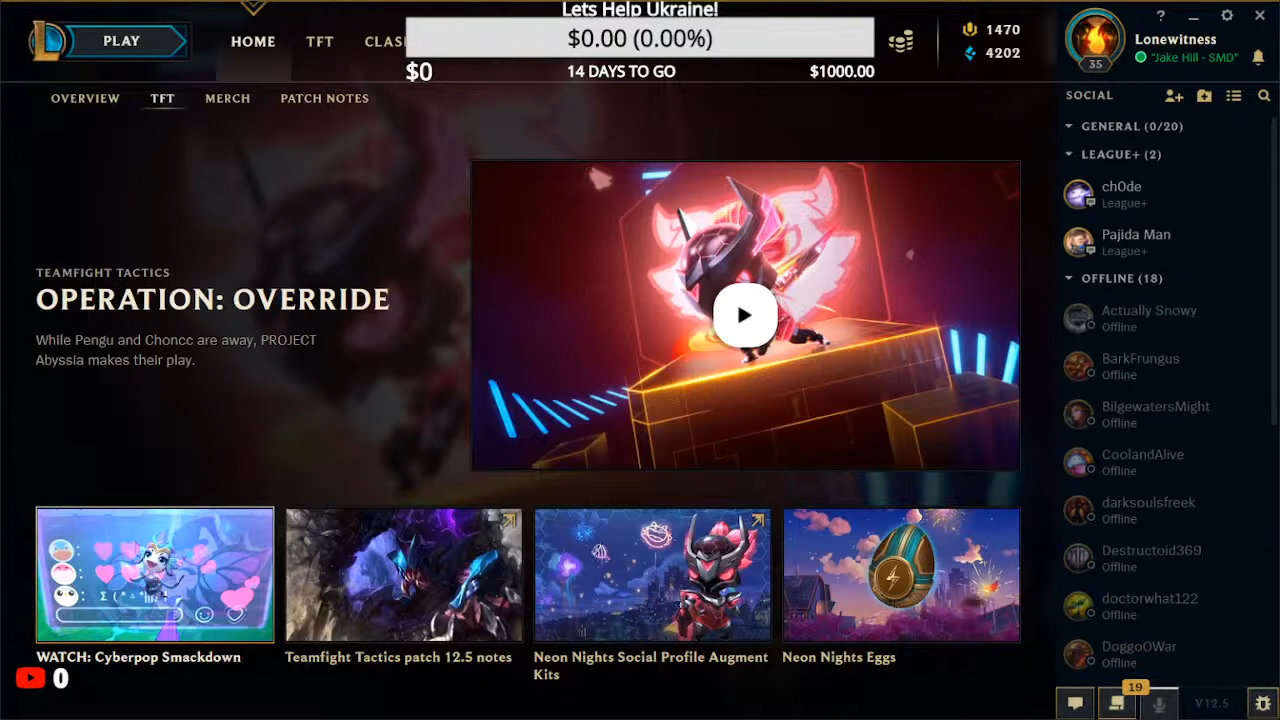 Lets Help Ukraine!
$0.00 (0.00%)
$0
14 DAYS TO GO
$1000.00
PLAY
HOME
TFT
CLAS
1470
4202
35
?
Lonewitness
"Jake Hill - SMD"
OVERVIEW
TFT
MERCH
PATCH NOTES
TEAMFIGHT TACTICS
OPERATION: OVERRIDE
While Pengu and Choncc are away, PROJECT
Abyssia makes their play.
WATCH: Cyberpop Smackdown
Teamfight Tactics patch 12.5 notes
Neon Nights Social Profile Augment
Kits
Neon Nights Eggs
0
SOCIAL
GENERAL (0/20)
LEAGUE+ (2)
ch0de
League+
Pajida Man
League+
OFFLINE (18)
Actually Snowy
Offline
BarkFrungus
Offline
BilgewatersMight
Offline
CoolandAlive
Offline
darksoulsfreek
Offline
Destructoid369
Offline
doctorwhat122
Offline
DoggoOWar
Offline
19
V12.5